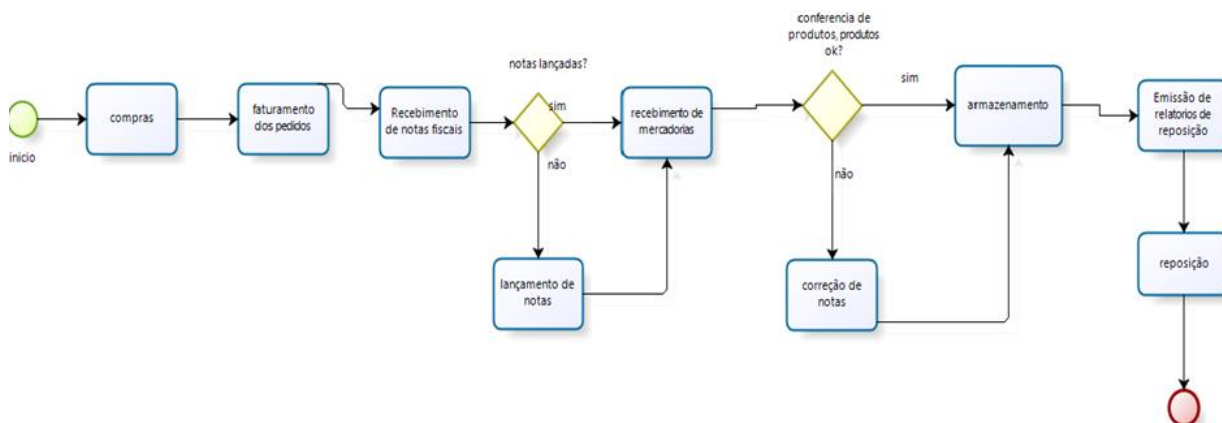 inicio
compras
faturamento
dos pedidos
Recebimento
de notas fiscais
notas lançadas?
sim
não
lançamento de
notas
recebimento de
mercadorias
conferencia de
produtos, produtos
ok?
sim
não
correção de
notas
armazenamento
Emissão de
relatorios de
reposição
reposição